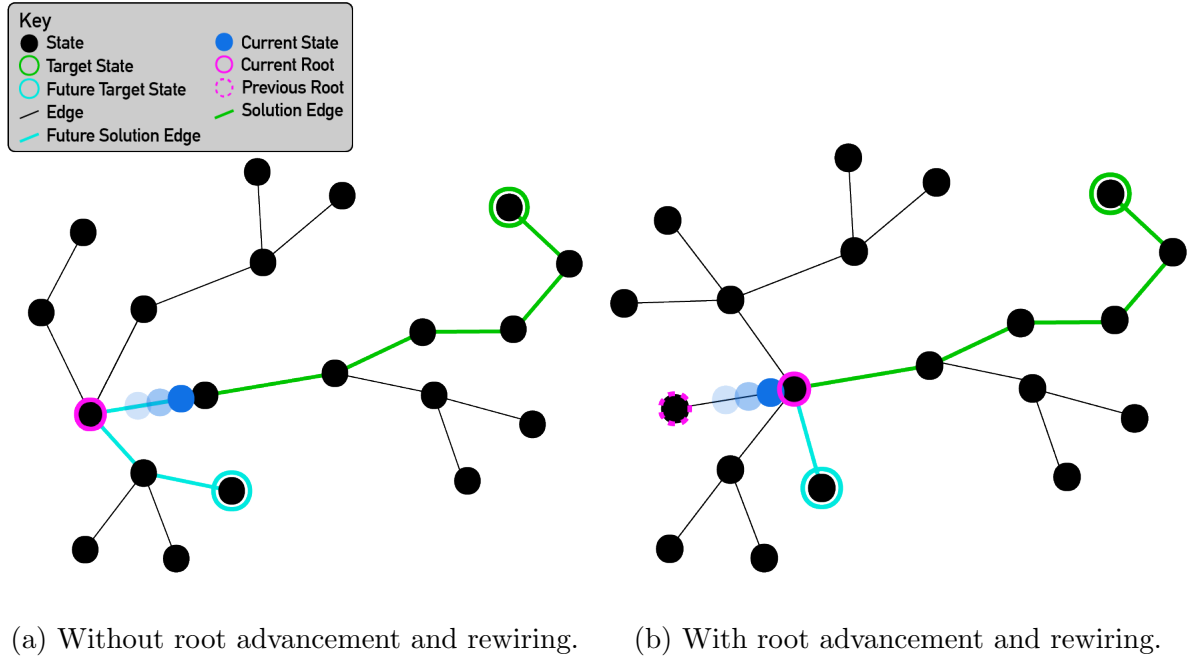 Key
State
Target State
Future Target State
Edge
Future Solution Edge
Current State
Current Root
Previous Root
Solution Edge
(a) Without root advancement and rewiring.
(b) With root advancement and rewiring.